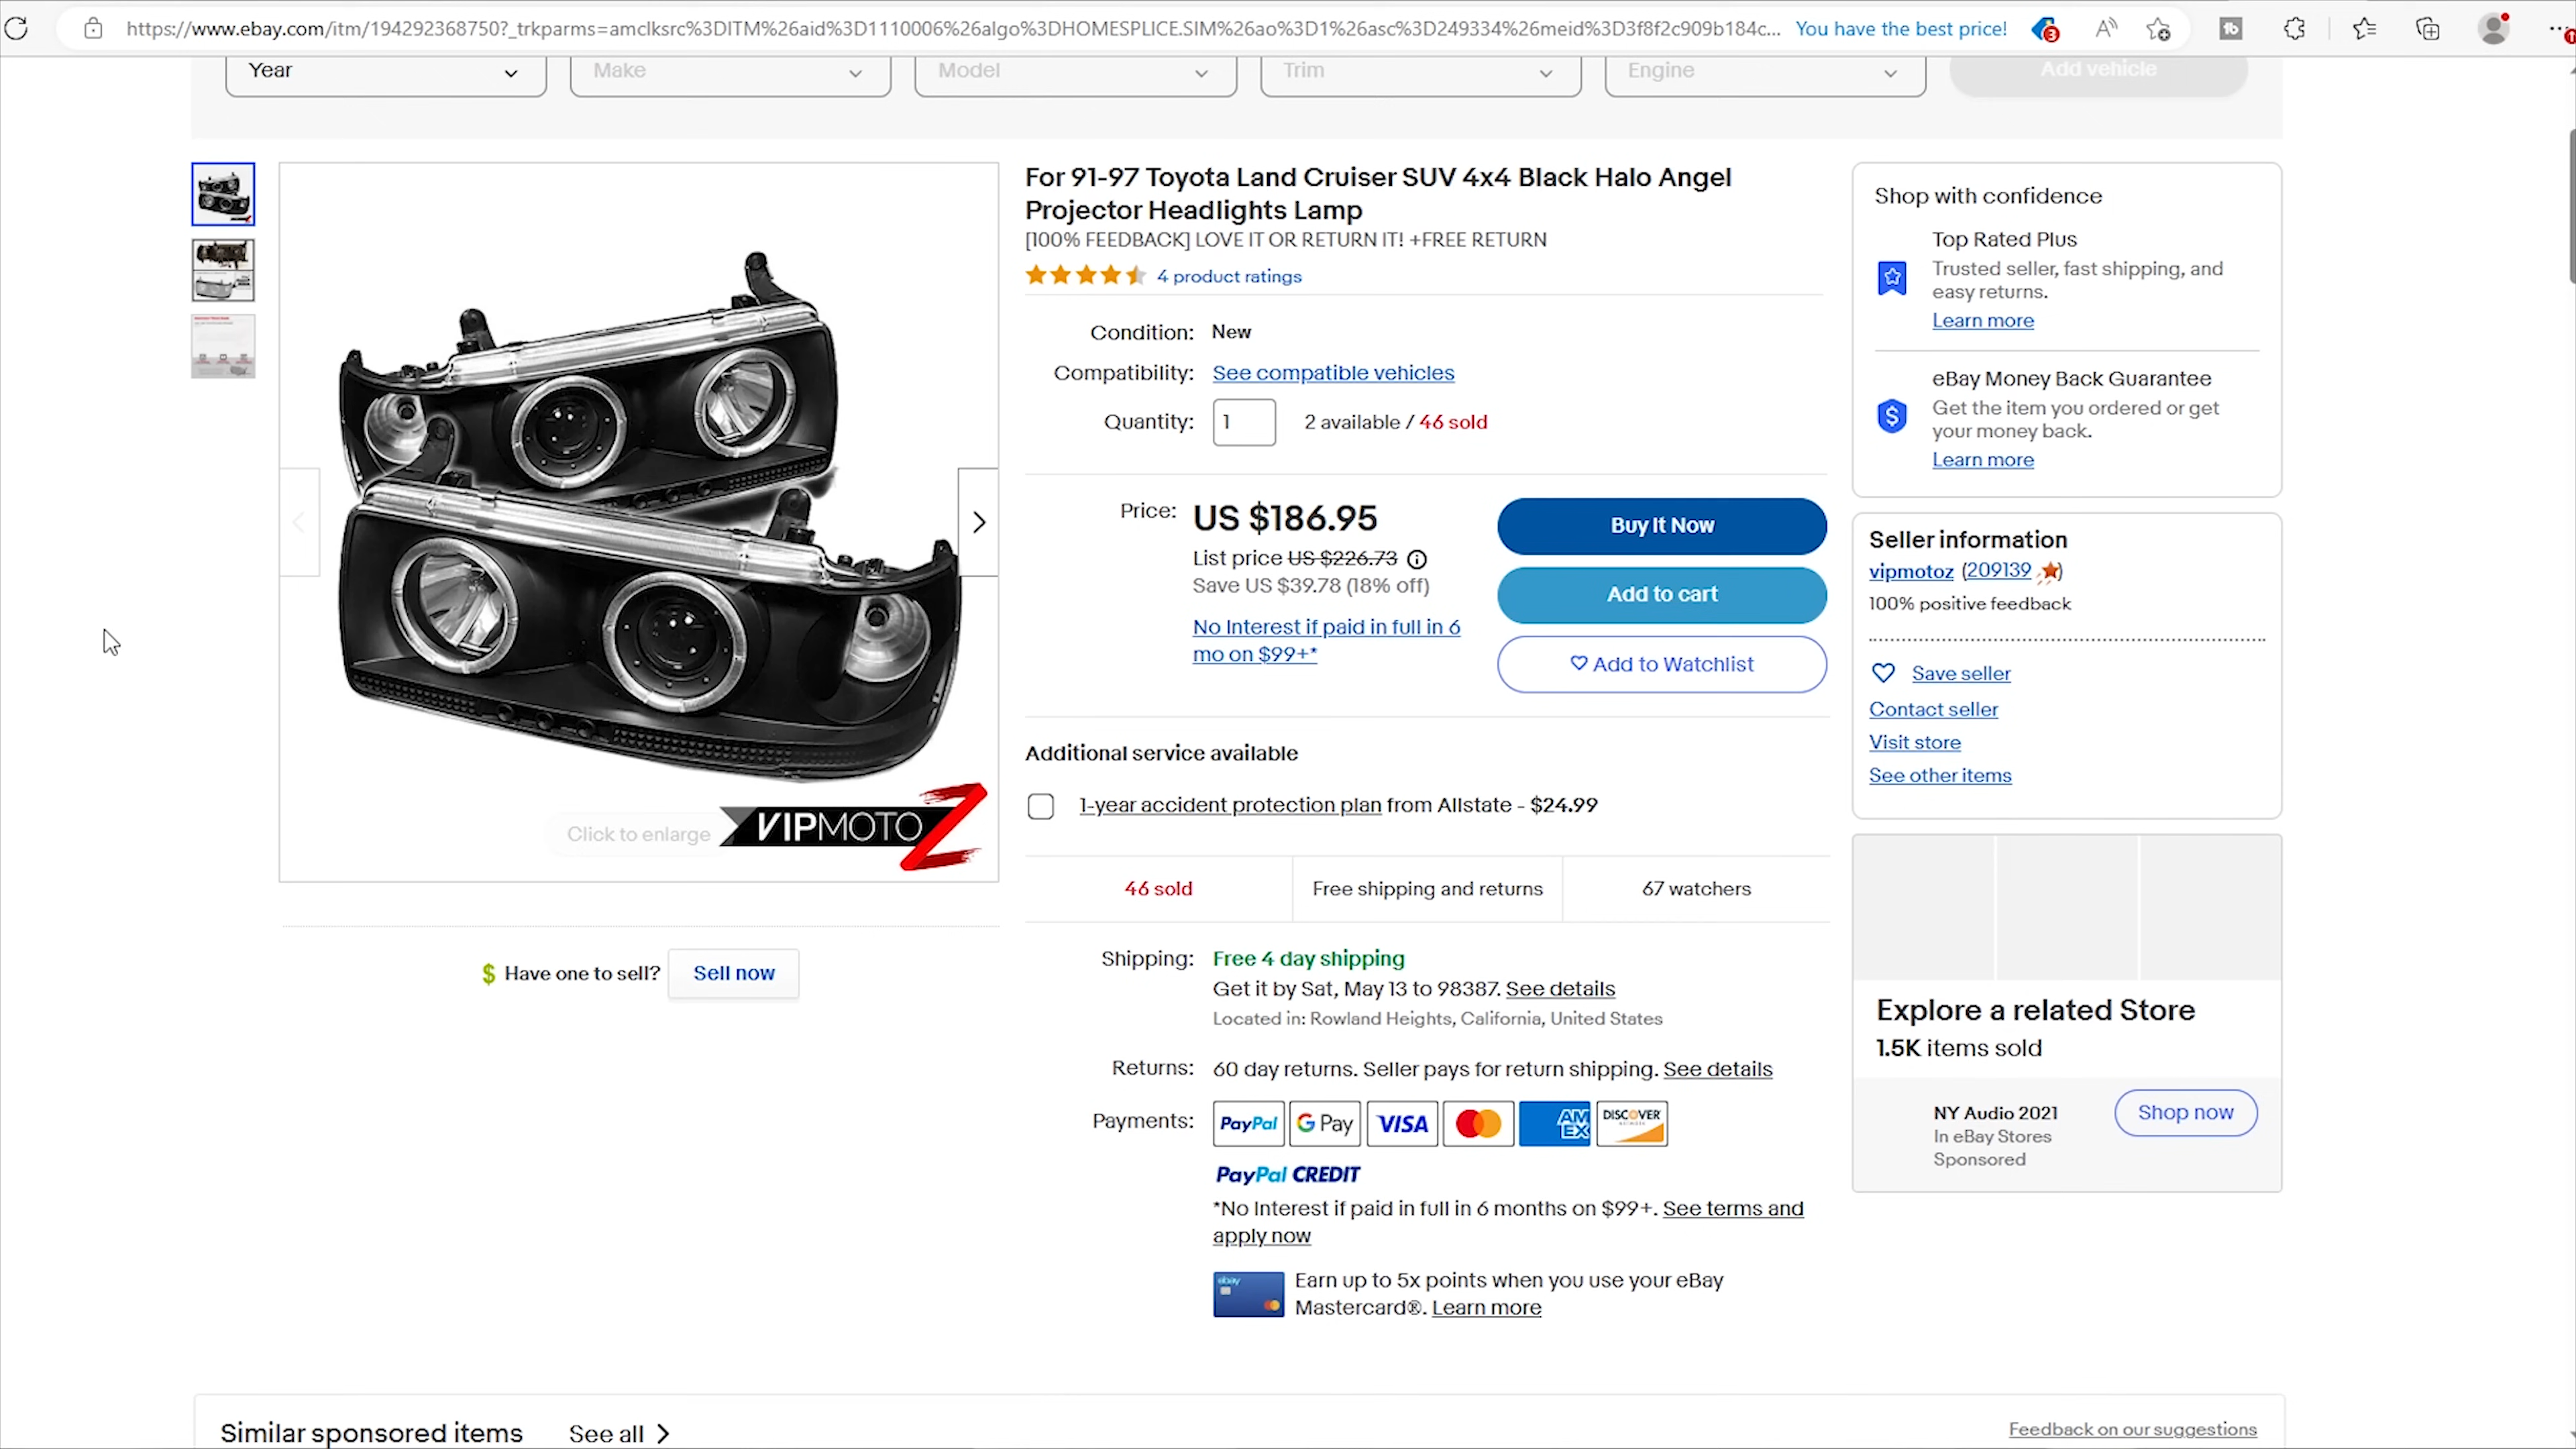 https://www.ebay.com/itm/194292368750?_trkparms=amclksrc%3DITM%26aid%3D1110006%26algo%3DHOMESPLICE.SIM%26ao%3D1%26asc%3D249334%26meid%3D3f8f2c909b184c... You have the best price! 3
Year Make Model Trim Engine Add vehicle
For 91-97 Toyota Land Cruiser SUV 4x4 Black Halo Angel
Projector Headlights Lamp
[100% FEEDBACK] LOVE IT OR RETURN IT! +FREE RETURN
4 product ratings
Condition: New
Compatibility: See compatible vehicles
Quantity: 1 2 available / 46 sold
Price: US $186.95
List price US $226.73
Save US $39.78 (18% off)
No Interest if paid in full in 6
mo on $99+*
Buy It Now
Add to cart
Add to Watchlist
Additional service available
1-year accident protection plan from Allstate - $24.99
46 sold Free shipping and returns 67 watchers
Shipping: Free 4 day shipping
Get it by Sat, May 13 to 98387. See details
Located in: Rowland Heights, California, United States
Returns: 60 day returns. Seller pays for return shipping. See details
Payments: PayPal G Pay VISA AM EX DISCOVER
PayPal CREDIT
*No Interest if paid in full in 6 months on $99+. See terms and
apply now
ebay
Earn up to 5x points when you use your eBay
Mastercard®. Learn more
Click to enlarge VIPMOTOZ
$ Have one to sell? Sell now
Shop with confidence
Top Rated Plus
Trusted seller, fast shipping, and
easy returns.
Learn more
eBay Money Back Guarantee
Get the item you ordered or get
your money back.
Learn more
Seller information
vipmotoz (209139)
100% positive feedback
Save seller
Contact seller
Visit store
See other items
Explore a related Store
1.5K items sold
NY Audio 2021
In eBay Stores
Sponsored
Shop now
Similar sponsored items See all
Feedback on our suggestions